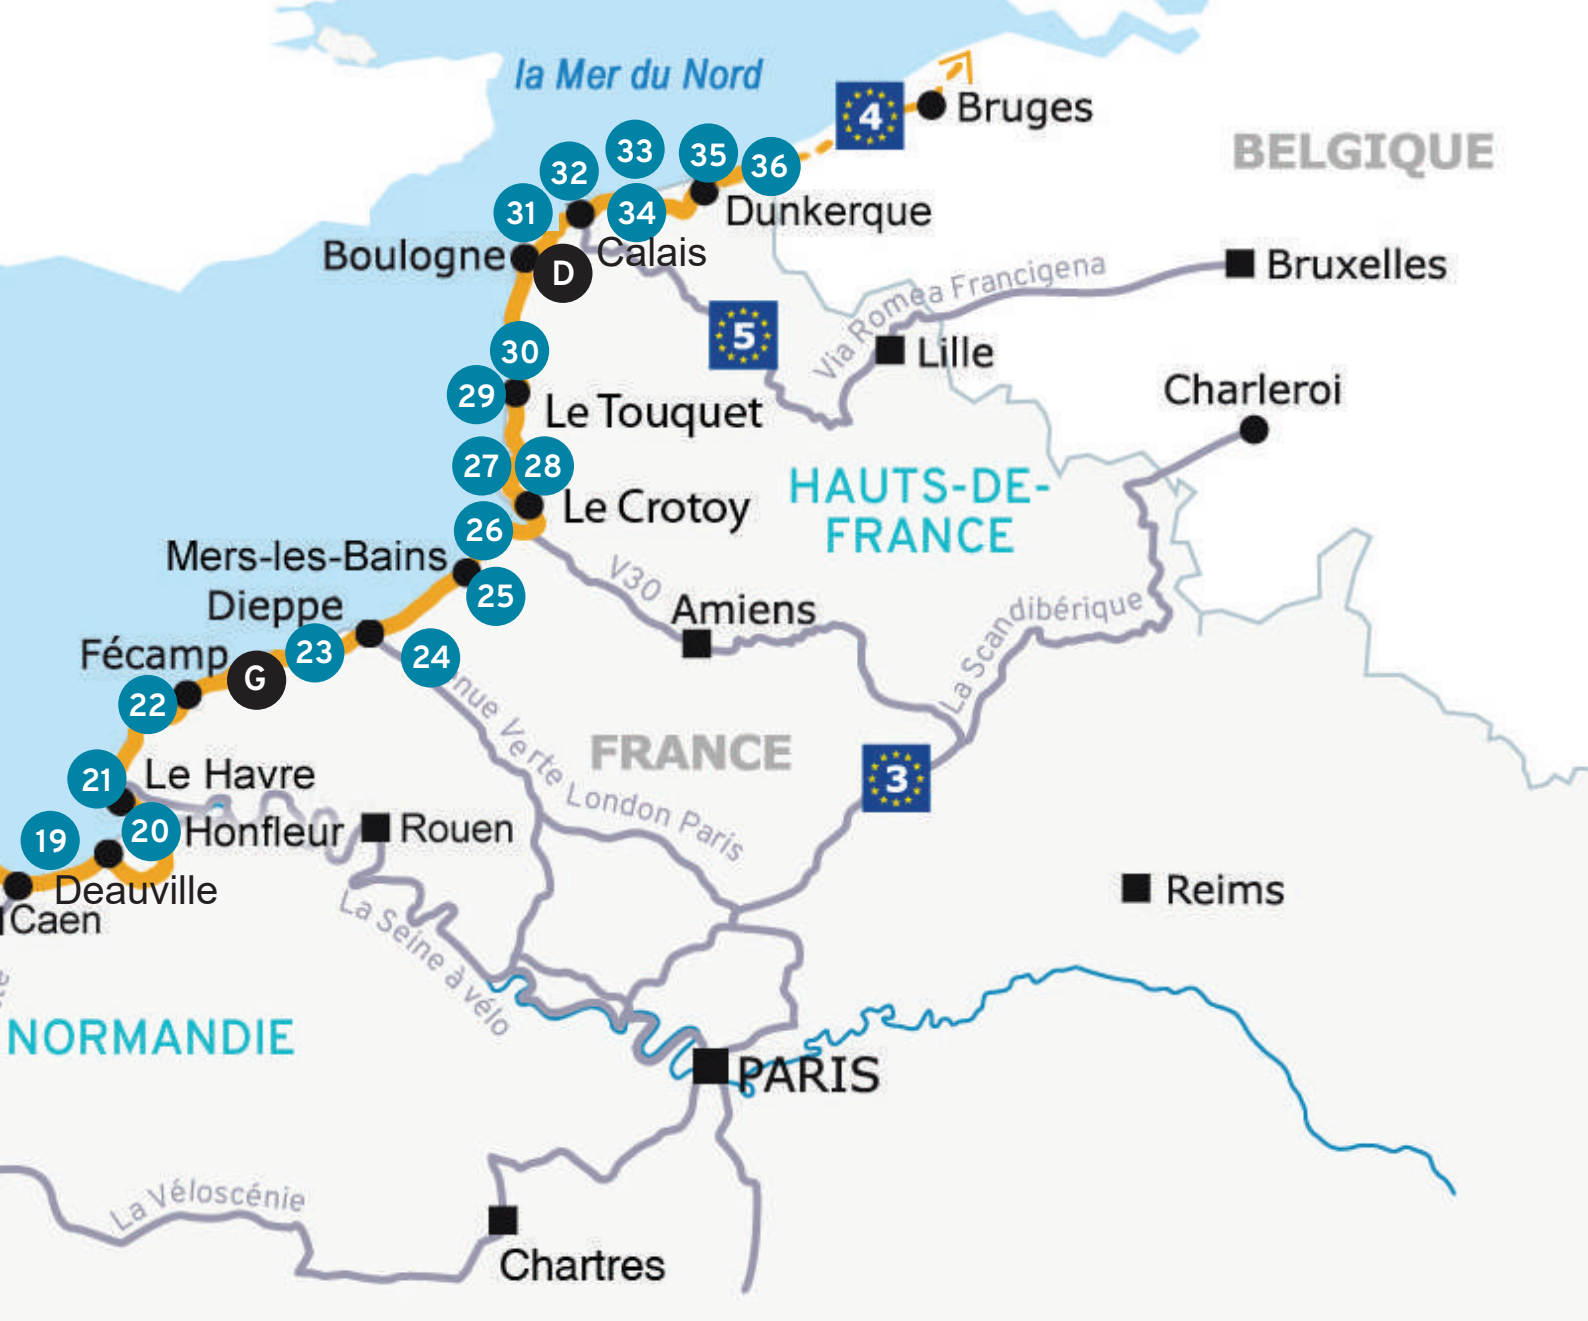 la Mer du Nord
4
Bruges
BELGIQUE
33
35
36
32
31
34
Dunkerque
Boulogne
D
Calais
Via Romea Francigena
Bruxelles
5
30
Lille
29
Le Touquet
Charleroi
27
28
HAUTS-DE-
FRANCE
Le Crotoy
26
Mers-les-Bains
25
V30
Dieppe
Amiens
La Scandibérique
Fécamp
G
23
24
enue Verte London Paris
22
FRANCE
3
21
Le Havre
19
20
Honfleur
Rouen
Deauville
Caen
Reims
La Seine à vélo
NORMANDIE
PARIS
La Véloscénie
Chartres